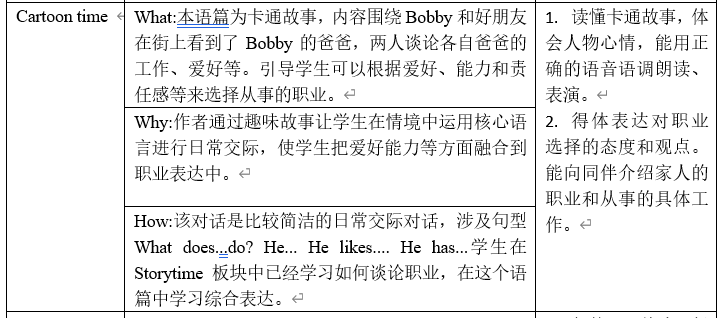 Cartoon time
What:本语篇为卡通故事，内容围绕Bobby 和好朋友
在街上看到了 Bobby 的爸爸，两人谈论各自爸爸的
工作、爱好等。引导学生可以根据爱好、能力和责
任感等来选择从事的职业。
Why:作者通过趣味故事让学生在情境中运用核心语
言进行日常交际，使学生把爱好能力等方面融合到
职业表达中。
How:该对话是比较简洁的日常交际对话，涉及句型
What does...do? He... He likes.... He has...学生在
Storytime 板块中已经学习如何谈论职业，在这个语
篇中学习综合表达。
1. 读懂卡通故事，体
会人物心情，能用正
确的语音语调朗读、
表演。
2. 得体表达对职业
选择的态度和观点。
能向同伴介绍家人的
职业和从事的具体工
作。